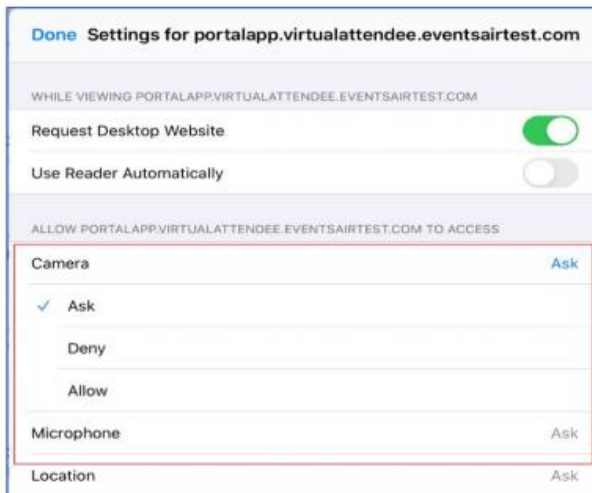 Done Settings for portalapp.virtualattendee.eventsairtest.com
WHILE VIEWING PORTALAPP.VIRTUALATTENDEE.EVENTSAIRTEST.COM
Request Desktop Website
Use Reader Automatically
ALLOW PORTALAPP.VIRTUALATTENDEE.EVENTSAIRTEST.COM TO ACCESS
Camera Ask
Ask
Deny
Allow
Microphone Ask
Location Ask